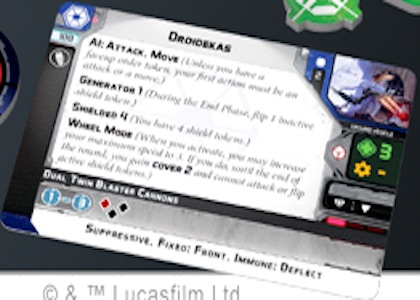 DROIDEKAS
AI: ATTACK, MOVE (Unless you have a
faceup order token, your first action must be an
attack or a move.)
GENERATOR 1 (During the End Phase, flip 1 inactive
shield token.)
SHIELDED 4 (You have 4 shield tokens.)
WHEEL MODE (When you activate, you may increase
your maximum speed to 3. If you do, until the end of
the round, you gain COVER 2 and cannot attack or flip
active shield tokens.)
GROUND VEHICLE
3
-
DUAL TWIN BLASTER CANNONS
SUPPRESSIVE, FIXED: FRONT, IMMUNE: DEFLECT
© & ™ Lucasfilm Ltd